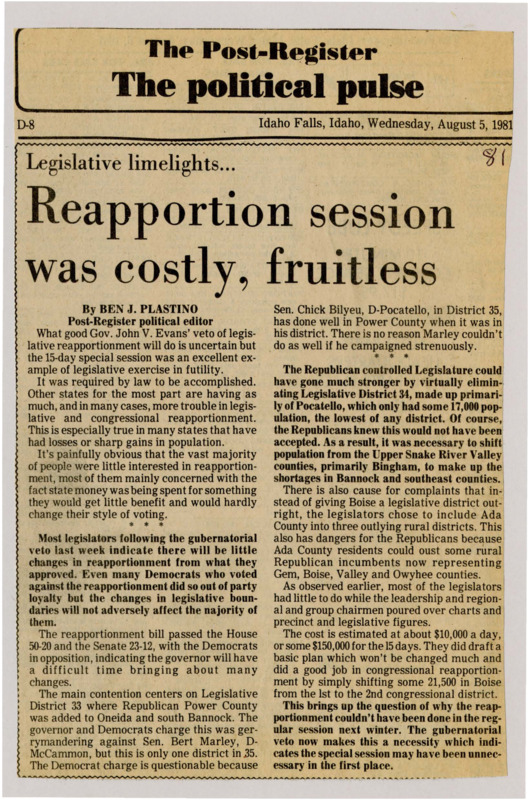 The Post-Register
The political pulse
D-8
Idaho Falls, Idaho, Wednesday, August 5, 1981
81
Legislative limelights...
Reapportion session
was costly, fruitless
By BEN J. PLASTINO
Post-Register political editor
What good Gov. John V. Evans' veto of legis-
lative reapportionment will do is uncertain but
the 15-day special session was an excellent ex-
ample of legislative exercise in futility.
It was required by law to be accomplished.
Other states for the most part are having as
much, and in many cases, more trouble in legis-
lative and congressional reapportionment.
This is especially true in many states that have
had losses or sharp gains in population.
It's painfully obvious that the vast majority
of people were little interested in reapportion-
ment, most of them mainly concerned with the
fact state money was being spent for something
they would get little benefit and would hardly
change their style of voting.
* * *
Most legislators following the gubernatorial
veto last week indicate there will be little
changes in reapportionment from what they
approved. Even many Democrats who voted
against the reapportionment did so out of party
loyalty but the changes in legislative boun-
daries will not adversely affect the najority of
them.
The reapportionment bill passed the House
50-20 and the Senate 23-12, with the Democrats
in opposition, indicating the governor will have
a difficult time bringing about many
changes.
The main contention centers on Legislative
District 33 where Republican Power County
was added to Oneida and south Bannock. The
governor and Democrats charge this was ger-
rymandering against Sen. Bert Marley, D-
McCammon, but this is only one district in 35.
The Democrat charge is questionable because
Sen. Chick Bilyeu, D-Pocatello, in District 35,
has done well in Power County when it was in
his district. There is no reason Marley couldn't
do as well if he campaigned strenuously.
* * *
The Republican controlled Legislature could
have gone much stronger by virtually elimin-
ating Legislative District 34, made up primari-
ly of Pocatello, which only had some 17,000 pop-
ulation, the lowest of any district. Of course,
the Republicans knew this would not have been
accepted. As a result, it was necessary to shift
population from the Upper Snake River Valley
counties, primarily Bingham, to make up the
shortages in Bannock and southeast counties.
There is also cause for complaints that in-
stead of giving Boise a legislative district out-
right, the legislators chose to include Ada
County into three outlying rural districts. This
also has dangers for the Republicans because
Ada County residents could oust some rural
Republican incumbents now representing
Gem, Boise, Valley and Owyhee counties.
As observed earlier, most of the legislators
had little to do while the leadership and region-
al and group chairmen poured over charts and
precinct and legislative figures.
The cost is estimated at about $10,000 a day,
or some $150,000 for the 15 days. They did draft a
basic plan which won't be changed much and
did a good job in congressional reapportion-
ment by simply shifting some 21,500 in Boise
from the lst to the 2nd congressional district.
This brings up the question of why the reap-
portionment couldn't have been done in the reg-
ular session next winter. The gubernatorial
veto now makes this a necessity which indi-
cates the special session may have been unnec-
essary in the first place.